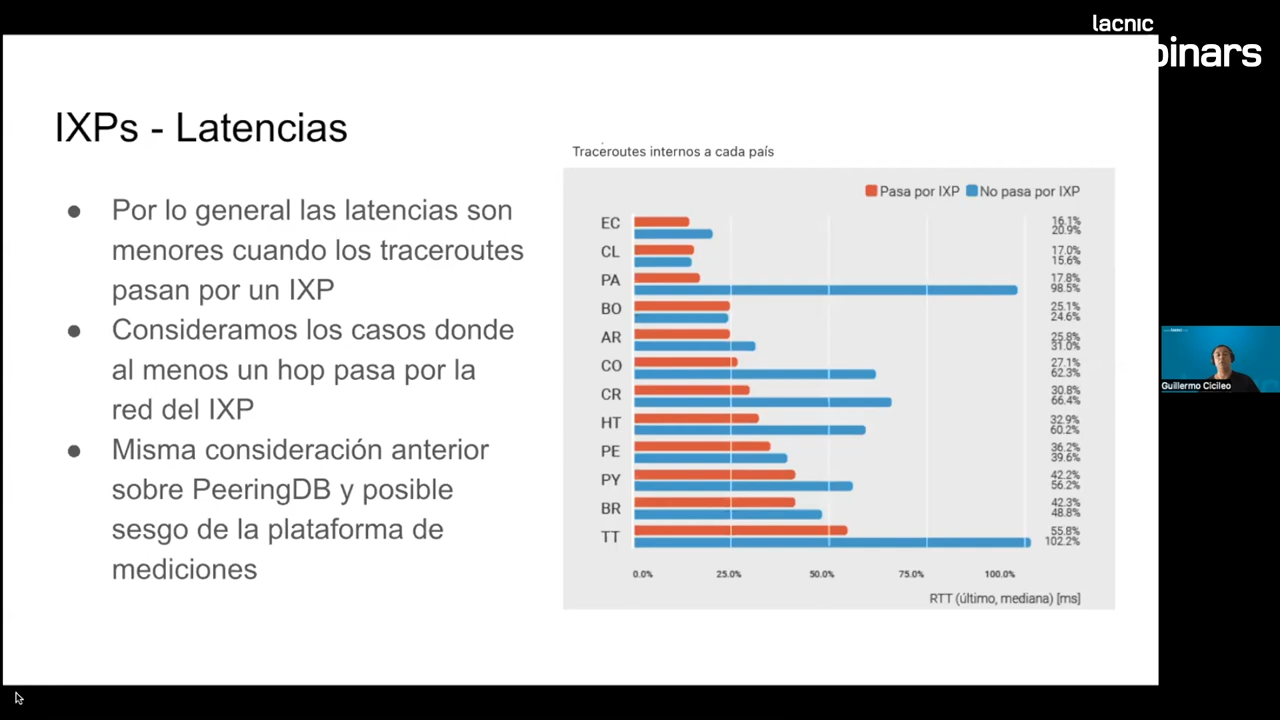 lacnic
binars
IXPs - Latencias
● Por lo general las latencias son
menores cuando los traceroutes
pasan por un IXP
● Consideramos los casos donde
al menos un hop pasa por la
red del IXP
● Misma consideración anterior
sobre PeeringDB y posible
sesgo de la plataforma de
mediciones
Traceroutes internos a cada país
Pasa por IXP No pasa por IXP
EC 16.1%
20.9%
CL 17.0%
15.6%
PA 17.8%
98.5%
BO 25.1%
24.6%
AR 25.8%
31.0%
CO 27.1%
62.3%
CR 30.8%
66.4%
HT 32.9%
60.2%
PE 36.2%
39.6%
PY 42.2%
56.2%
BR 42.3%
48.8%
TT 55.8%
102.2%
0.0% 25.0% 50.0% 75.0% 100.0%
RTT (último, mediana) [ms]
Guillermo Cicileo